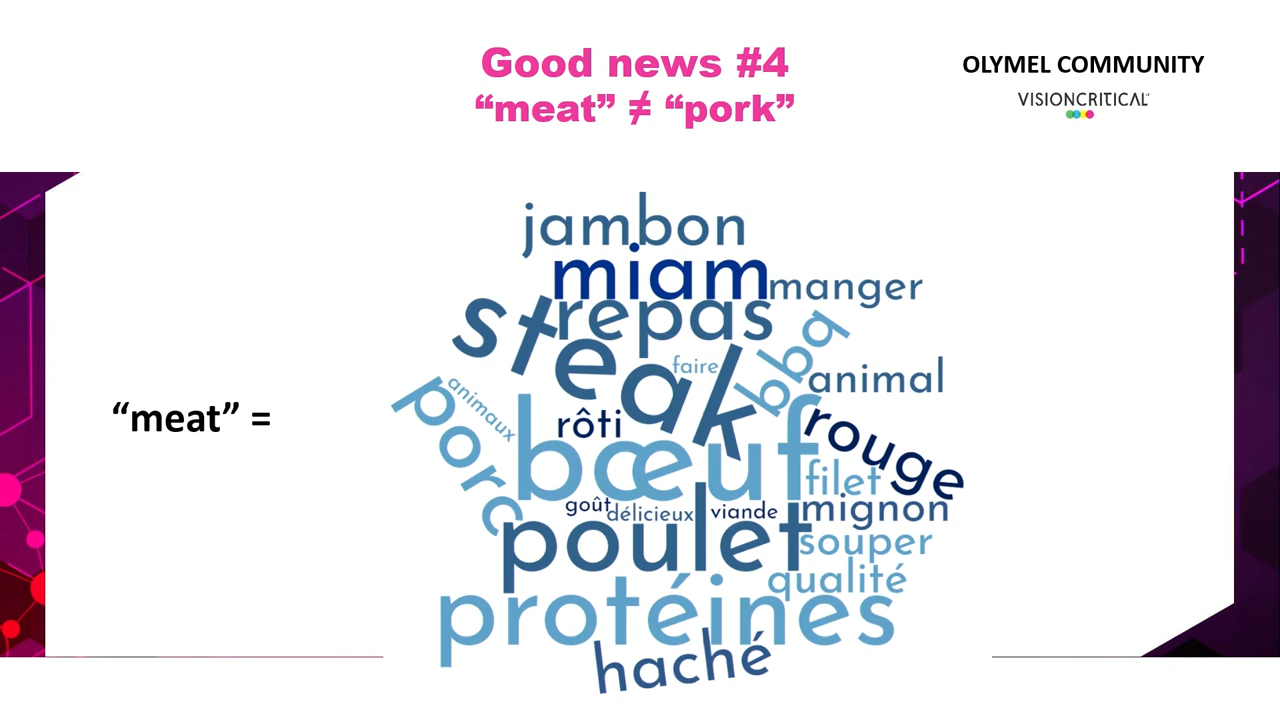 Good news #4
“meat” ≠ “pork”
OLYMEL COMMUNITY
VISIONCRITICAL
“meat” =
jambon
miam
manger
repas
steak
bbq
faire
animal
animaux
porc
rôti
rouge
bœuf
filet
mignon
goût
délicieux
viande
poulet
souper
qualité
protéines
haché